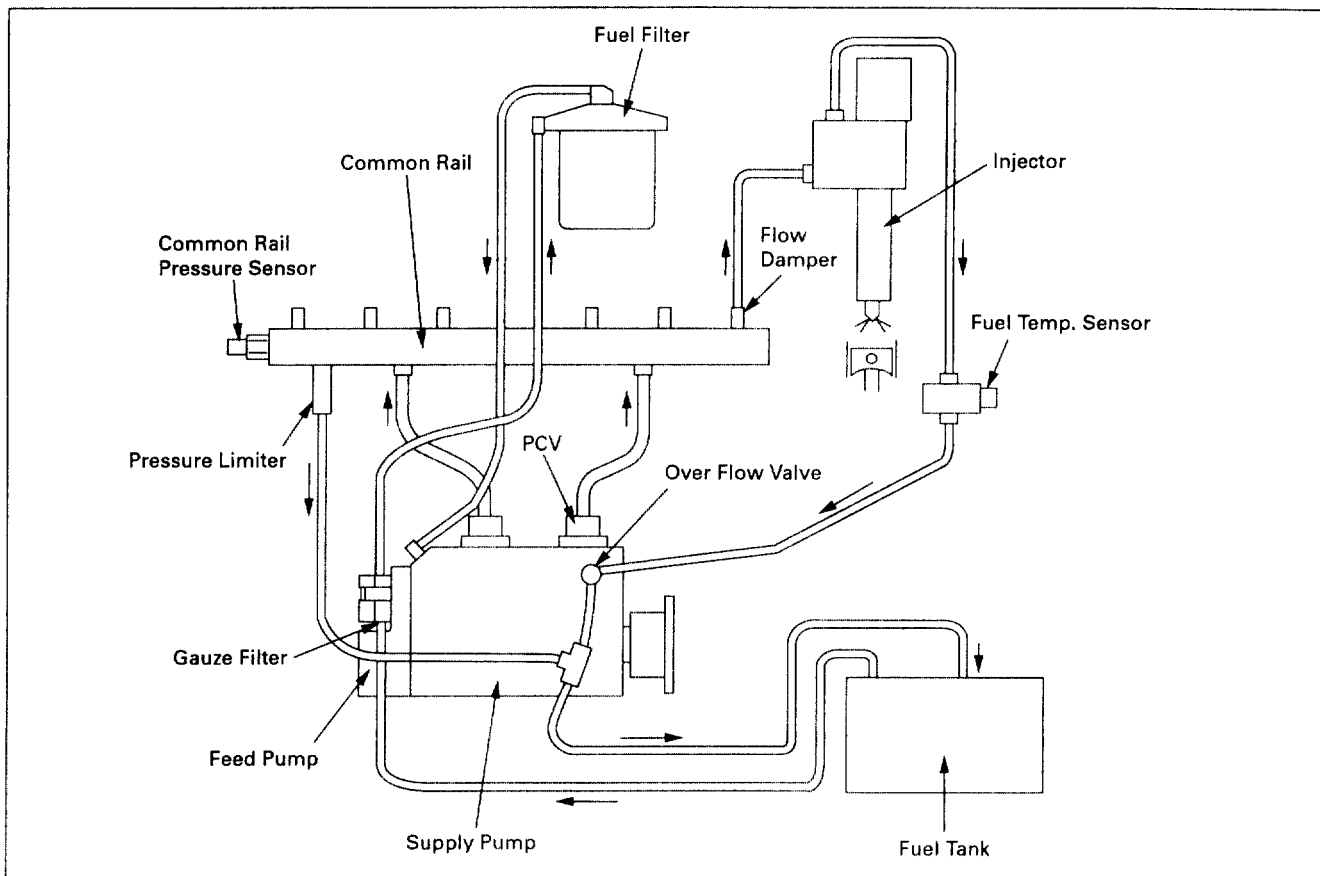 Fuel Filter
Common Rail
Injector
Common Rail
Pressure Sensor
Flow
Damper
Fuel Temp. Sensor
PCV
Pressure Limiter
Over Flow Valve
Gauze Filter
Feed Pump
Supply Pump
Fuel Tank